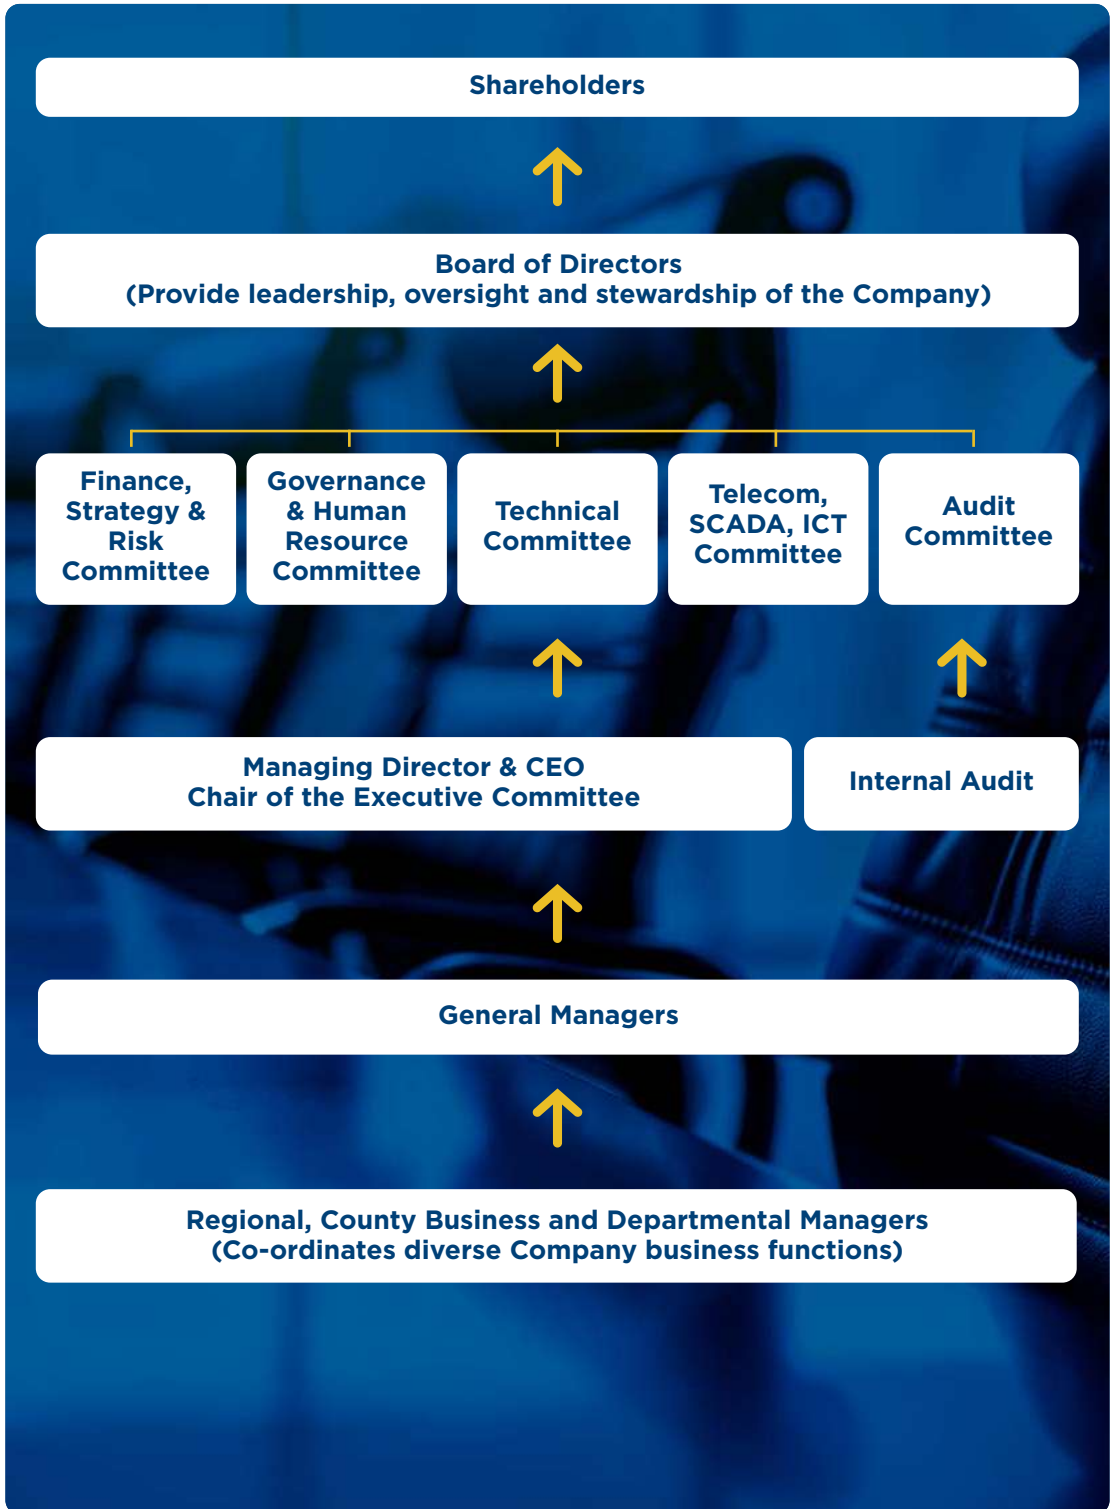 Shareholders
Board of Directors
(Provide leadership, oversight and stewardship of the Company)
Finance,
Strategy &
Risk
Committee
Governance
& Human
Resource
Committee
Technical
Committee
Telecom,
SCADA, ICT
Committee
Audit
Committee
Managing Director & CEO
Chair of the Executive Committee
Internal Audit
General Managers
Regional, County Business and Departmental Managers
(Co-ordinates diverse Company business functions)